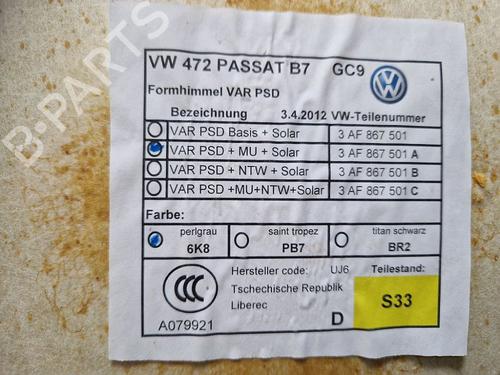 B-PARTS
VW 472 PASSAT B7 GC9
Formhimmel VAR PSD
Bezeichnung 3.4.2012 VW-Teilenummer
VAR PSD Basis + Solar 3 AF 867 501
VAR PSD + MU + Solar 3 AF 867 501 A
VAR PSD + NTW + Solar 3 AF 867 501 B
VAR PSD +MU+NTW+Solar 3 AF 867 501 C
Farbe:
perlgrau saint tropez titan schwarz
6K8 PB7 BR2
Hersteller code: UJ6 Teilestand:
Tschechische Republik
Liberec
CCC
S33
A079921 D